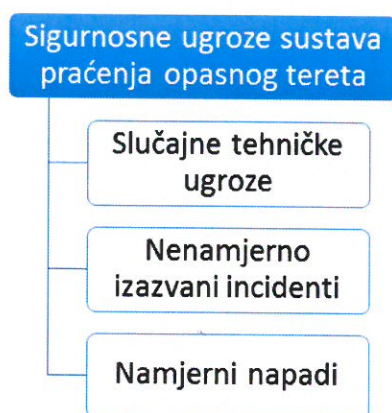 Sigurnosne ugroze sustava
praćenja opasnog tereta
Slučajne tehničke
ugroze
Nenamjerno
izazvani incidenti
Namjerni napadi